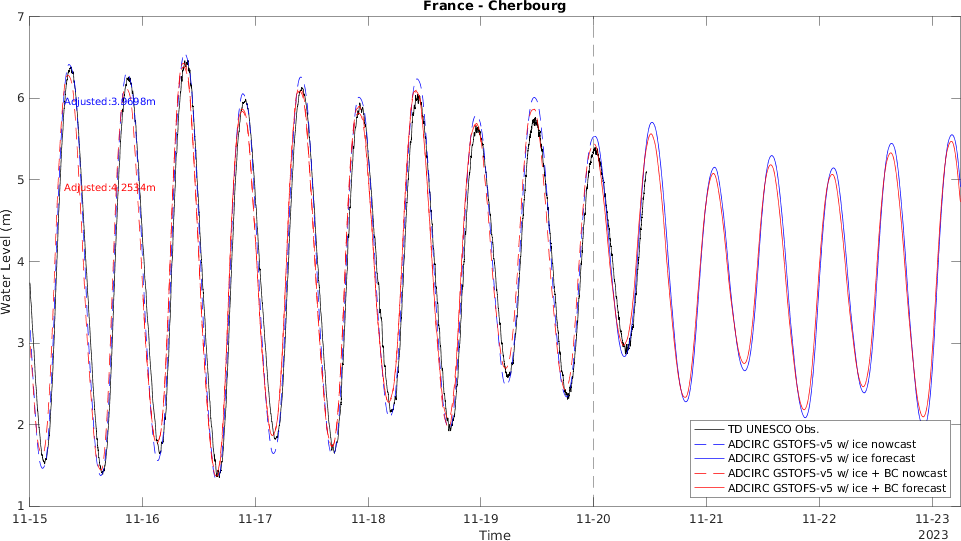 France - Cherbourg
7
6
5
4
3
2
1
Water Level (m)
Adjusted:3.9698m
Adjusted:4.2534m
TD UNESCO Obs.
ADCIRC GSTOFS-v5 w/ ice nowcast
ADCIRC GSTOFS-v5 w/ ice forecast
ADCIRC GSTOFS-v5 w/ ice + BC nowcast
ADCIRC GSTOFS-v5 w/ ice + BC forecast
11-15 11-16 11-17 11-18 11-19 11-20 11-21 11-22 11-23
Time 2023